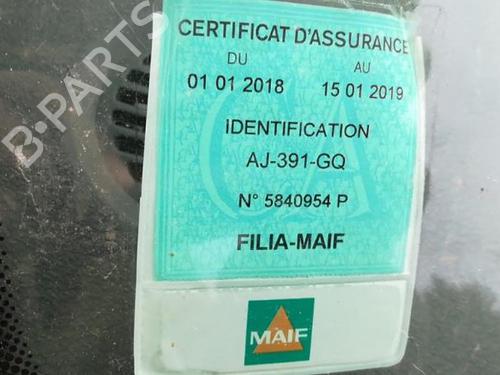 CERTIFICAT D'ASSURANCE
DU AU
01 01 2018 15 01 2019
IDENTIFICATION
AJ-391-GQ
N° 5840954 P
FILIA-MAIF
MAIF
B-PARTS
CA